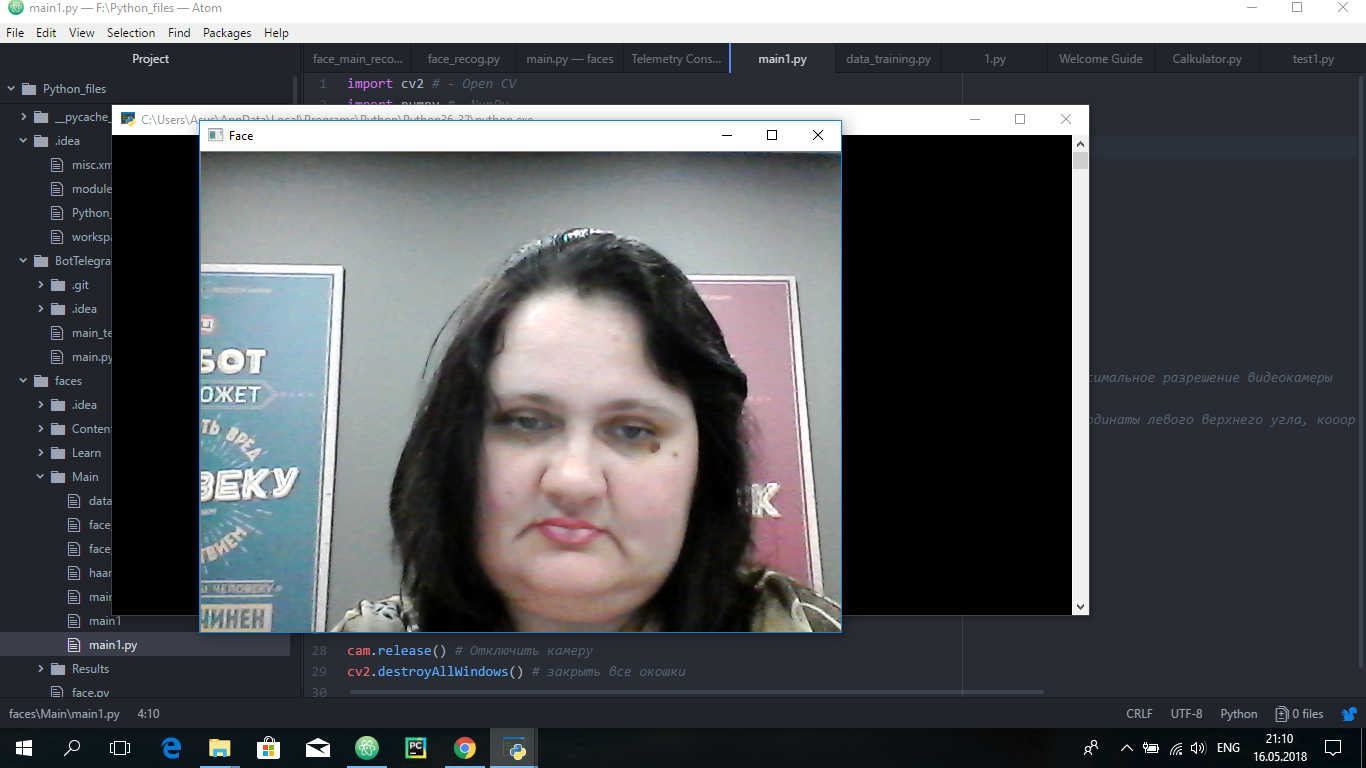 main1.py — F:\Python_files — Atom
File Edit View Selection Find Packages Help
Project
face_main_reco... face_recog.py main.py — faces Telemetry Cons... main1.py data_training.py 1.py Welcome Guide Calkulator.py test1.py
Python_files
1 import cv2 # - Open CV
__pycache_
C:\Users\Asus\AppData\Local\Programs\Python\Python36-32\python.exe
Face
.idea
misc.xm
module
Python_
workspa
BotTelegra
.git
.idea
main_te
main.py
faces
.idea
Conten
Learn
Main
data
face
face
haar
main
main1
main1.py
Results
face.py
БОТ
ОЖЕТ
ТЬ ВРЕД
ВЕКУ
СТВИЕМ
Ы ЧЕЛОВЕКУ
ЧИНЕН
К
симальное разрешение видеокамеры
рдинаты левого верхнего угла, кооор
28 cam.release() # Отключить камеру
29 cv2.destroyAllWindows() # закрыть все окошки
30
faces\Main\main1.py 4:10 CRLF UTF-8 Python 0 files
ENG
21:10
16.05.2018